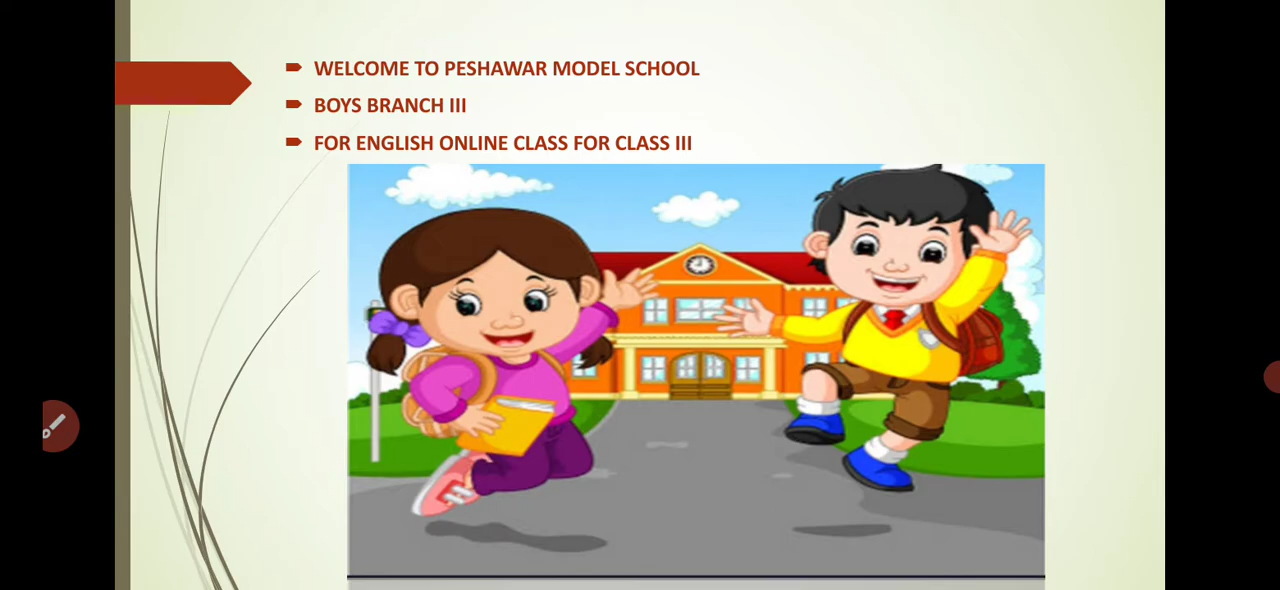 WELCOME TO PESHAWAR MODEL SCHOOL
BOYS BRANCH III
FOR ENGLISH ONLINE CLASS FOR CLASS III